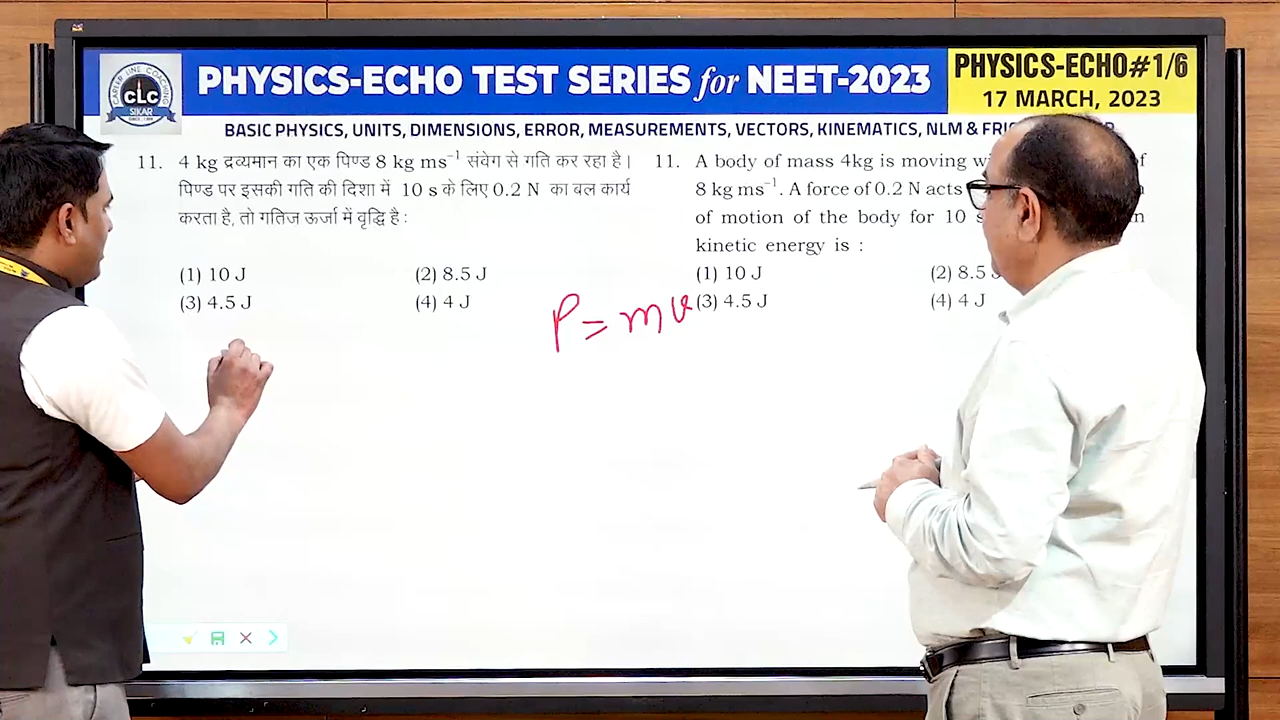 PHYSICS-ECHO TEST SERIES for NEET-2023
PHYSICS-ECHO#1/6
17 MARCH, 2023
CAREER LINE COACHING
CLC
SIKAR
BASIC PHYSICS, UNITS, DIMENSIONS, ERROR, MEASUREMENTS, VECTORS, KINEMATICS, NLM &
11. 4 kg द्रव्यमान का एक पिण्ड 8 kg ms⁻¹ संवेग से गति कर रहा है।
पिण्ड पर इसकी गति की दिशा में 10 s के लिए 0.2 N का बल कार्य
करता है, तो गतिज ऊर्जा में वृद्धि है :
(1) 10 J (2) 8.5 J
(3) 4.5 J (4) 4 J
11. A body of mass 4kg is moving
8 kg ms⁻¹. A force of 0.2 N acts
of motion of the body for 10
kinetic energy is :
(1) 10 J (2) 8.5
(3) 4.5 J (4) 4 J
P = mv